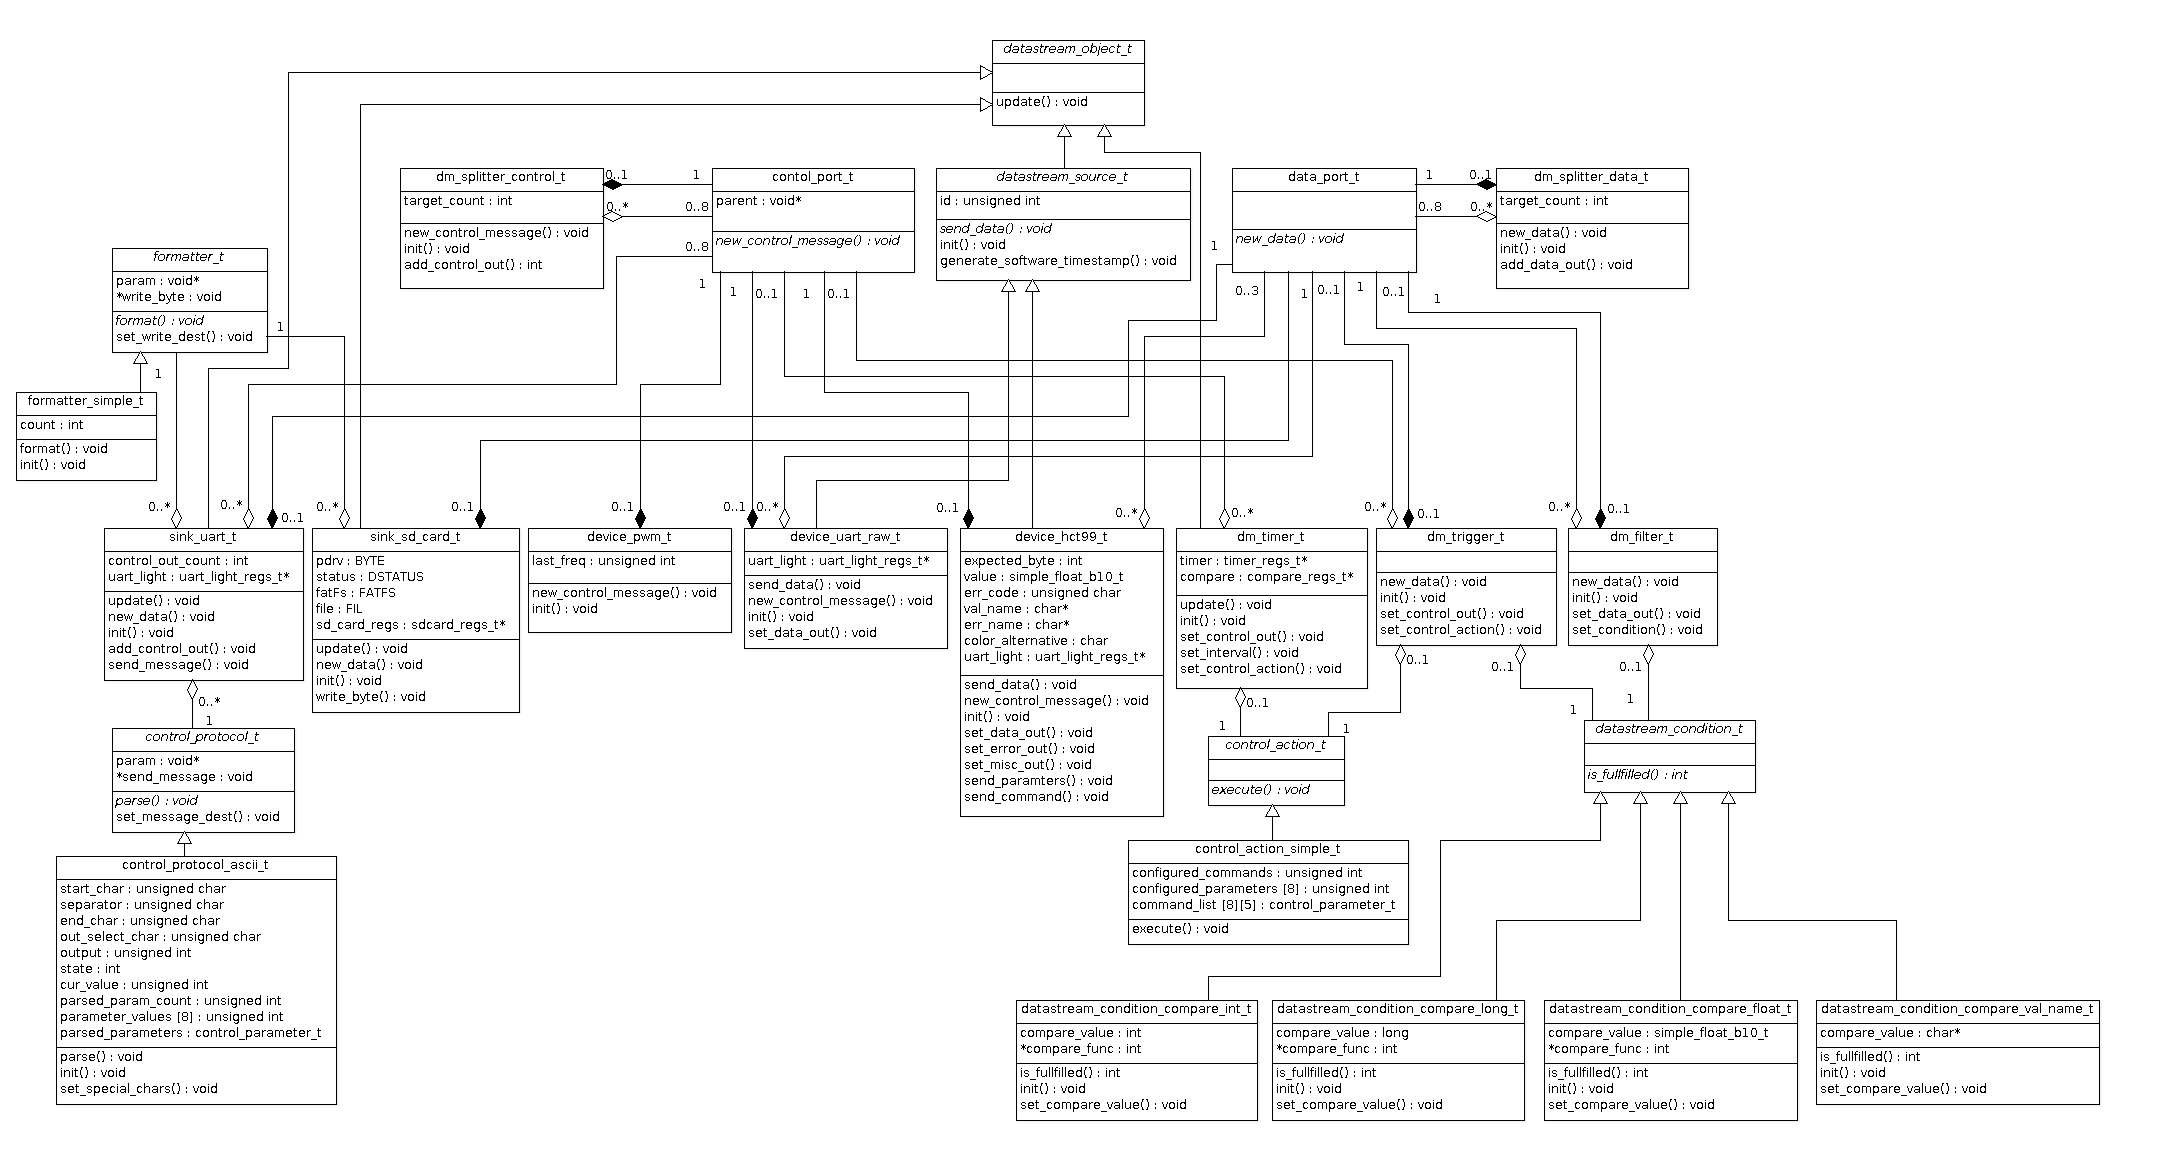 datastream_object_t
update() : void
dm_splitter_control_t
target_count : int
new_control_message() : void
init() : void
add_control_out() : int
0..1
1
0..*
0..8
0..8
contol_port_t
parent : void*
new_control_message() : void
datastream_source_t
id : unsigned int
send_data() : void
init() : void
generate_software_timestamp() : void
data_port_t
new_data() : void
1
0..1
0..8
0..*
dm_splitter_data_t
target_count : int
new_data() : void
init() : void
add_data_out() : void
formatter_t
param : void*
*write_byte : void
format() : void
set_write_dest() : void
1
1
1
1
0..1
1
0..1
1
0..3
1
0..1
1
0..1
1
formatter_simple_t
count : int
format() : void
init() : void
0..*
0..*
0..1
0..*
0..1
0..1
0..1
0..*
0..1
0..*
0..*
0..*
0..1
0..*
0..1
sink_uart_t
control_out_count : int
uart_light : uart_light_regs_t*
update() : void
new_data() : void
init() : void
add_control_out() : void
send_message() : void
sink_sd_card_t
pdrv : BYTE
status : DSTATUS
fatFs : FATFS
file : FIL
sd_card_regs : sdcard_regs_t*
update() : void
new_data() : void
init() : void
write_byte() : void
device_pwm_t
last_freq : unsigned int
new_control_message() : void
init() : void
device_uart_raw_t
uart_light : uart_light_regs_t*
send_data() : void
new_control_message() : void
init() : void
set_data_out() : void
device_hct99_t
expected_byte : int
value : simple_float_b10_t
err_code : unsigned char
val_name : char*
err_name : char*
color_alternative : char
uart_light : uart_light_regs_t*
send_data() : void
new_control_message() : void
init() : void
set_data_out() : void
set_error_out() : void
set_misc_out() : void
send_paramters() : void
send_command() : void
dm_timer_t
timer : timer_regs_t*
compare : compare_regs_t*
update() : void
init() : void
set_control_out() : void
set_interval() : void
set_control_action() : void
dm_trigger_t
new_data() : void
init() : void
set_control_out() : void
set_control_action() : void
dm_filter_t
new_data() : void
init() : void
set_data_out() : void
set_condition() : void
0..*
1
0..1
1
0..1
1
0..1
1
0..1
1
control_protocol_t
param : void*
*send_message : void
parse() : void
set_message_dest() : void
control_action_t
execute() : void
datastream_condition_t
is_fullfilled() : int
control_protocol_ascii_t
start_char : unsigned char
separator : unsigned char
end_char : unsigned char
out_select_char : unsigned char
output : unsigned int
state : int
cur_value : unsigned int
parsed_param_count : unsigned int
parameter_values [8] : unsigned int
parsed_parameters : control_parameter_t
parse() : void
init() : void
set_special_chars() : void
control_action_simple_t
configured_commands : unsigned int
configured_parameters [8] : unsigned int
command_list [8][5] : control_parameter_t
execute() : void
datastream_condition_compare_int_t
compare_value : int
*compare_func : int
is_fullfilled() : int
init() : void
set_compare_value() : void
datastream_condition_compare_long_t
compare_value : long
*compare_func : int
is_fullfilled() : int
init() : void
set_compare_value() : void
datastream_condition_compare_float_t
compare_value : simple_float_b10_t
*compare_func : int
is_fullfilled() : int
init() : void
set_compare_value() : void
datastream_condition_compare_val_name_t
compare_value : char*
is_fullfilled() : int
init() : void
set_compare_value() : void